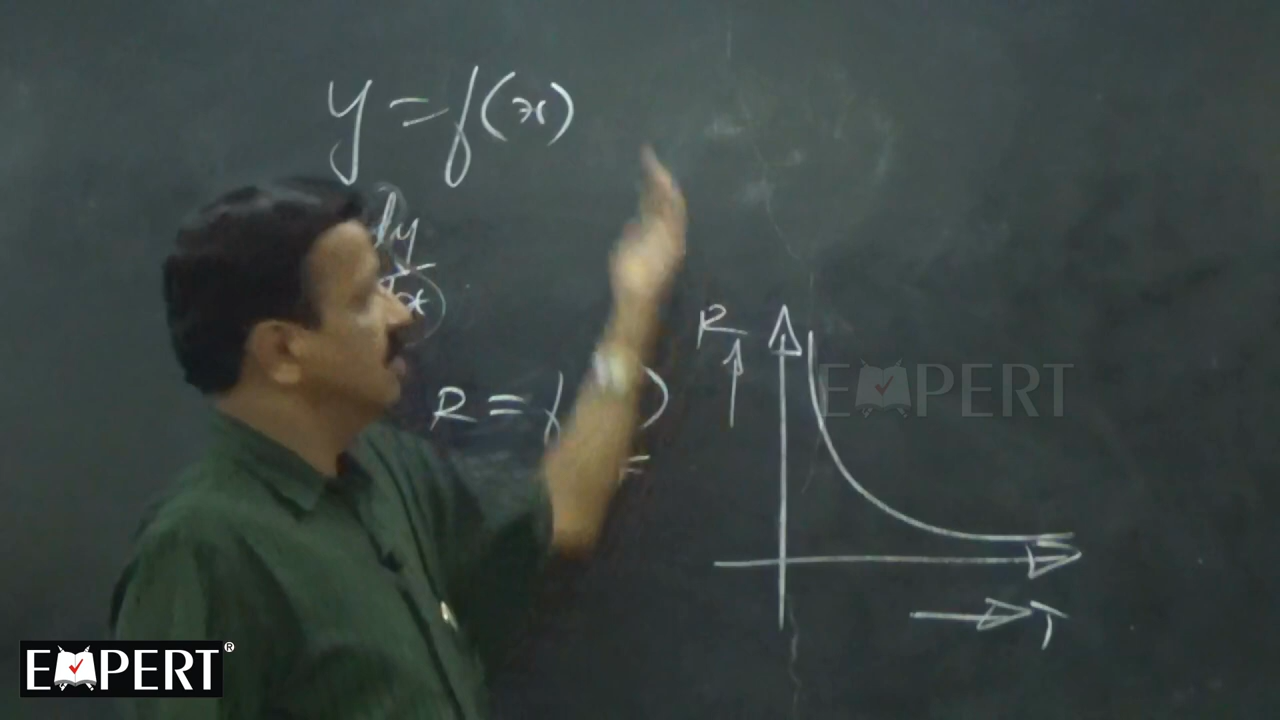 y = f(x)
dy
dx
R = f( )
R
T
EXPERT
EXPERT®